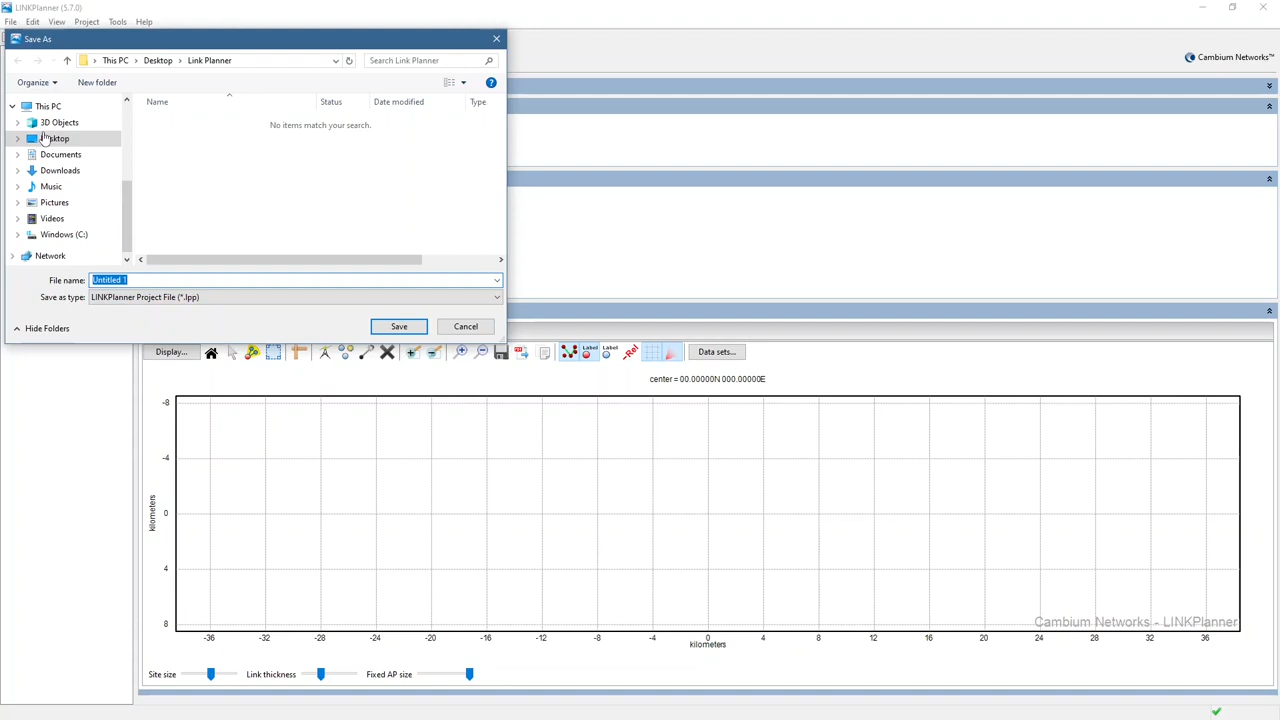 LINKPlanner (5.7.0)
File Edit View Project Tools Help
Save As
This PC Desktop Link Planner Search Link Planner
Organize New folder
Cambium Networks™
Name Status Date modified Type
No items match your search.
This PC
3D Objects
Desktop
Documents
Downloads
Music
Pictures
Videos
Windows (C:)
Network
File name: Untitled 1
Save as type: LINKPlanner Project File (*.lpp)
Hide Folders Save Cancel
Display... Label Label Rel Data sets...
center = 00.00000N 000.00000E
-8
-4
0
4
8
kilometers
-36 -32 -28 -24 -20 -16 -12 -8 -4 0 4 8 12 16 20 24 28 32 36
kilometers
Cambium Networks - LINKPlanner
Site size Link thickness Fixed AP size